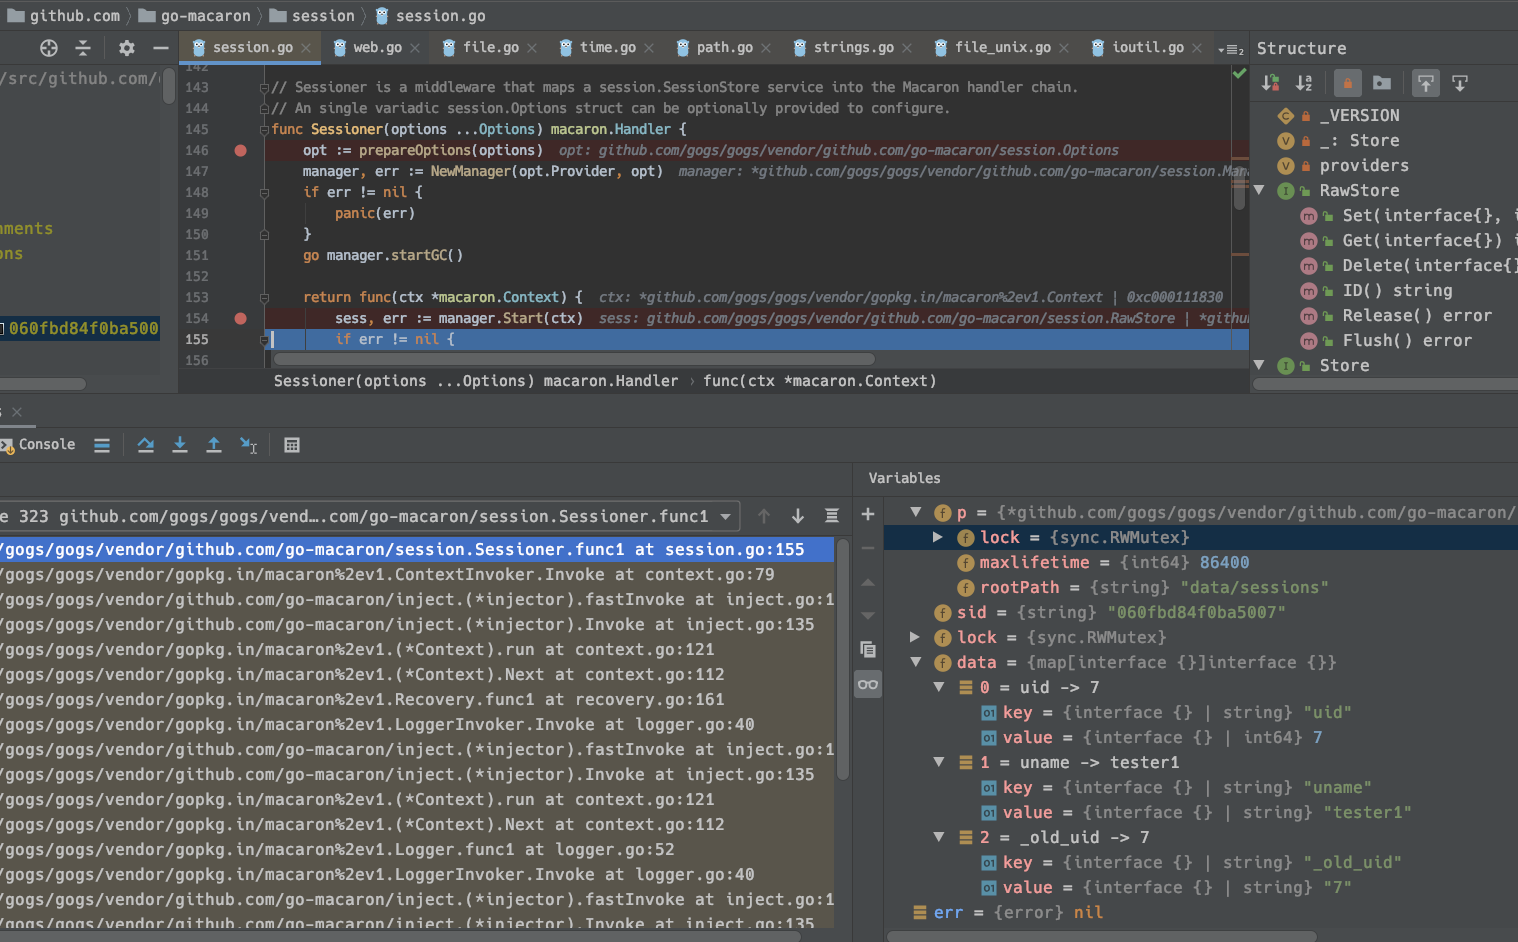 github.com
go-macaron
session
session.go
session.go
web.go
file.go
time.go
path.go
strings.go
file_unix.go
ioutil.go
Structure
/src/github.com/
nments
ons
060fbd84f0ba500
142
143 // Sessioner is a middleware that maps a session.SessionStore service into the Macaron handler chain.
144 // An single variadic session.Options struct can be optionally provided to configure.
145 func Sessioner(options ...Options) macaron.Handler {
146 opt := prepareOptions(options) opt: github.com/gogs/gogs/vendor/github.com/go-macaron/session.Options
147 manager, err := NewManager(opt.Provider, opt) manager: *github.com/gogs/gogs/vendor/github.com/go-macaron/session.Man
148 if err != nil {
149 panic(err)
150 }
151 go manager.startGC()
152
153 return func(ctx *macaron.Context) { ctx: *github.com/gogs/gogs/vendor/gopkg.in/macaron%2ev1.Context | 0xc000111830
154 sess, err := manager.Start(ctx) sess: github.com/gogs/gogs/vendor/github.com/go-macaron/session.RawStore | *githu
155 if err != nil {
156
Sessioner(options ...Options) macaron.Handler › func(ctx *macaron.Context)
_VERSION
_: Store
providers
RawStore
Set(interface{}, i
Get(interface{}) i
Delete(interface{}
ID() string
Release() error
Flush() error
Store
s
Console
e 323 github.com/gogs/gogs/vend….com/go-macaron/session.Sessioner.func1
/gogs/gogs/vendor/github.com/go-macaron/session.Sessioner.func1 at session.go:155
/gogs/gogs/vendor/gopkg.in/macaron%2ev1.ContextInvoker.Invoke at context.go:79
/gogs/gogs/vendor/github.com/go-macaron/inject.(*injector).fastInvoke at inject.go:1
/gogs/gogs/vendor/github.com/go-macaron/inject.(*injector).Invoke at inject.go:135
/gogs/gogs/vendor/gopkg.in/macaron%2ev1.(*Context).run at context.go:121
/gogs/gogs/vendor/gopkg.in/macaron%2ev1.(*Context).Next at context.go:112
/gogs/gogs/vendor/gopkg.in/macaron%2ev1.Recovery.func1 at recovery.go:161
/gogs/gogs/vendor/gopkg.in/macaron%2ev1.LoggerInvoker.Invoke at logger.go:40
/gogs/gogs/vendor/github.com/go-macaron/inject.(*injector).fastInvoke at inject.go:1
/gogs/gogs/vendor/github.com/go-macaron/inject.(*injector).Invoke at inject.go:135
/gogs/gogs/vendor/gopkg.in/macaron%2ev1.(*Context).run at context.go:121
/gogs/gogs/vendor/gopkg.in/macaron%2ev1.(*Context).Next at context.go:112
/gogs/gogs/vendor/gopkg.in/macaron%2ev1.Logger.func1 at logger.go:52
/gogs/gogs/vendor/gopkg.in/macaron%2ev1.LoggerInvoker.Invoke at logger.go:40
/gogs/gogs/vendor/github.com/go-macaron/inject.(*injector).fastInvoke at inject.go:1
/gogs/gogs/vendor/github.com/go-macaron/inject.(*injector).Invoke at inject.go:135
Variables
p = {*github.com/gogs/gogs/vendor/github.com/go-macaron/
lock = {sync.RWMutex}
maxlifetime = {int64} 86400
rootPath = {string} "data/sessions"
sid = {string} "060fbd84f0ba5007"
lock = {sync.RWMutex}
data = {map[interface {}]interface {}}
0 = uid -> 7
key = {interface {} | string} "uid"
value = {interface {} | int64} 7
1 = uname -> tester1
key = {interface {} | string} "uname"
value = {interface {} | string} "tester1"
2 = _old_uid -> 7
key = {interface {} | string} "_old_uid"
value = {interface {} | string} "7"
err = {error} nil